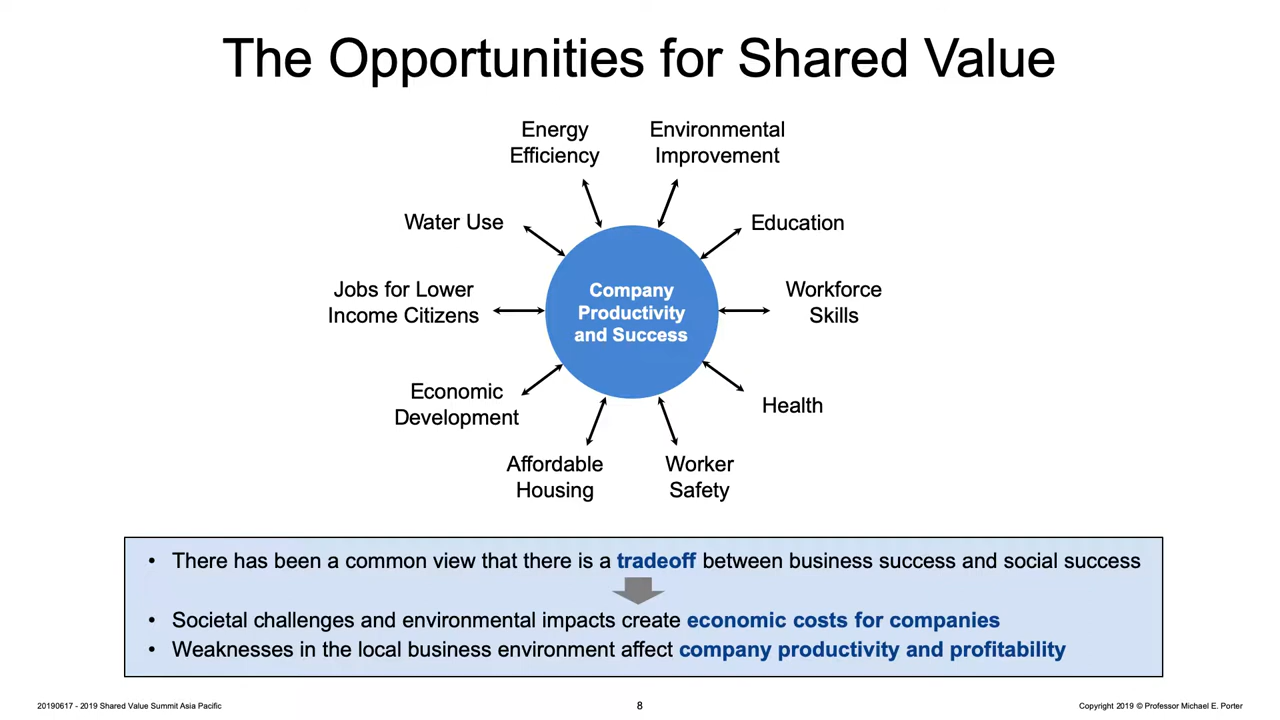 The Opportunities for Shared Value
Energy
Efficiency
Environmental
Improvement
Water Use
Education
Jobs for Lower
Income Citizens
Company
Productivity
and Success
Workforce
Skills
Economic
Development
Health
Affordable
Housing
Worker
Safety
• There has been a common view that there is a tradeoff between business success and social success
• Societal challenges and environmental impacts create economic costs for companies
• Weaknesses in the local business environment affect company productivity and profitability
20190617 - 2019 Shared Value Summit Asia Pacific
8
Copyright 2019 © Professor Michael E. Porter